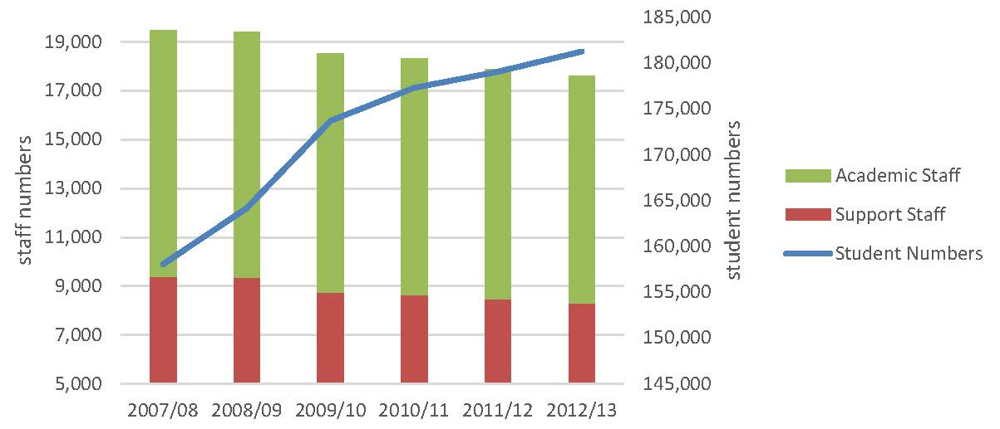 staff numbers
19,000
17,000
15,000
13,000
11,000
9,000
7,000
5,000
2007/08 2008/09 2009/10 2010/11 2011/12 2012/13
185,000
180,000
175,000
170,000
165,000
160,000
155,000
150,000
145,000
student numbers
Academic Staff
Support Staff
Student Numbers